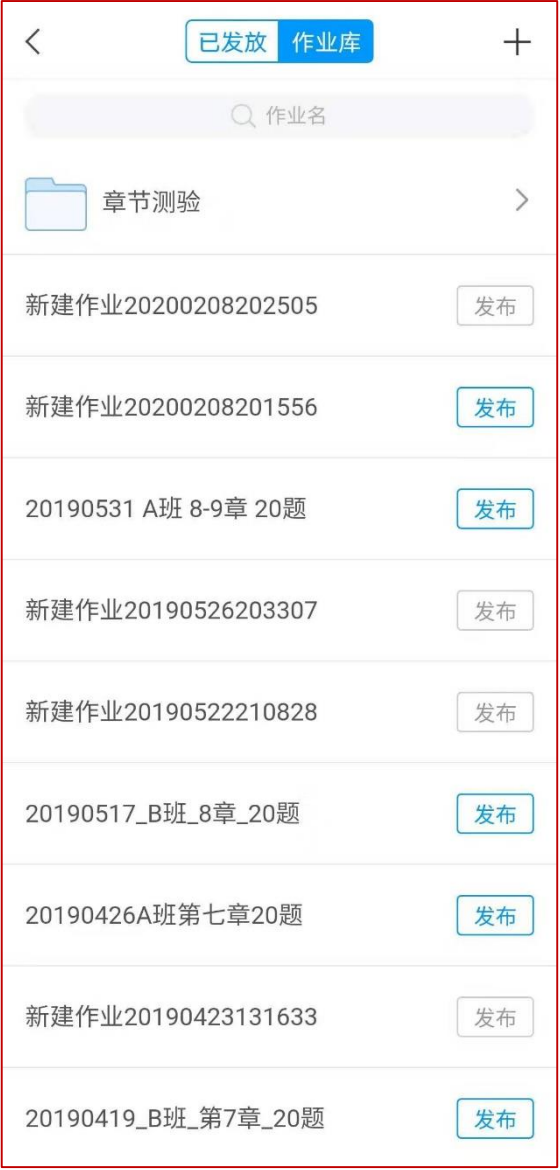 已发放 作业库
作业名
章节测验
新建作业20200208202505 发布
新建作业20200208201556 发布
20190531 A班 8-9章 20题 发布
新建作业20190526203307 发布
新建作业20190522210828 发布
20190517_B班_8章_20题 发布
20190426A班第七章20题 发布
新建作业20190423131633 发布
20190419_B班_第7章_20题 发布